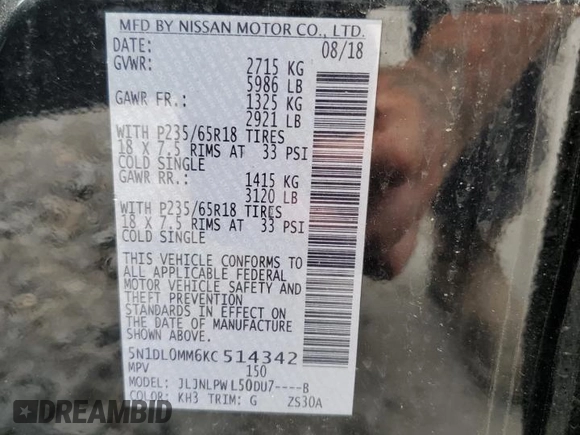 MFD BY NISSAN MOTOR CO., LTD.
DATE: 08/18
GVWR: 2715 KG
5986 LB
GAWR FR.: 1325 KG
2921 LB
WITH P235/65R18 TIRES
18 X 7.5 RIMS AT 33 PSI
COLD SINGLE
GAWR RR.: 1415 KG
3120 LB
WITH P235/65R18 TIRES
18 X 7.5 RIMS AT 33 PSI
COLD SINGLE
THIS VEHICLE CONFORMS TO
ALL APPLICABLE FEDERAL
MOTOR VEHICLE SAFETY AND
THEFT PREVENTION
STANDARDS IN EFFECT ON
THE DATE OF MANUFACTURE
SHOWN ABOVE.
5N1DL0MM6KC 514342
MPV 150
MODEL: JLJNLPW L50DU7----B
COLOR: KH3 TRIM: G ZS30A
DREAMBID